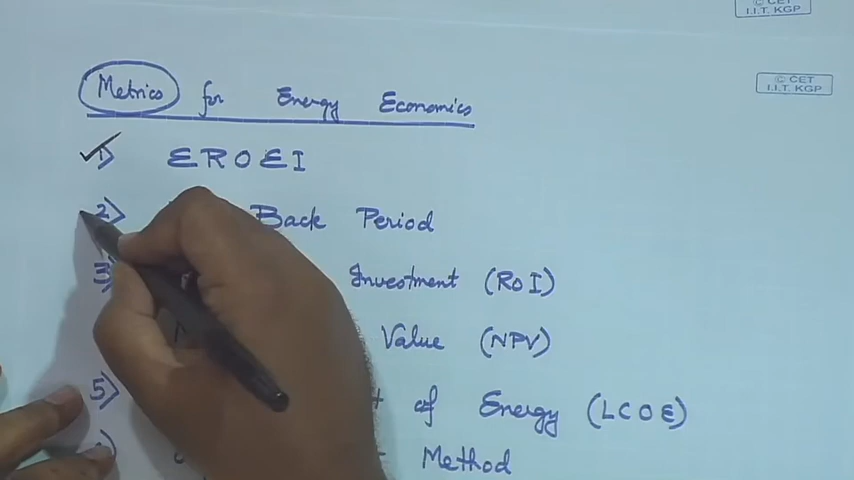 © CET
I.I.T. KGP
Metrics for Energy Economics
© CET
I.I.T. KGP
1> EROEI
2> Back Period
3> Investment (ROI)
Value (NPV)
5> of Energy (LCOE)
Method